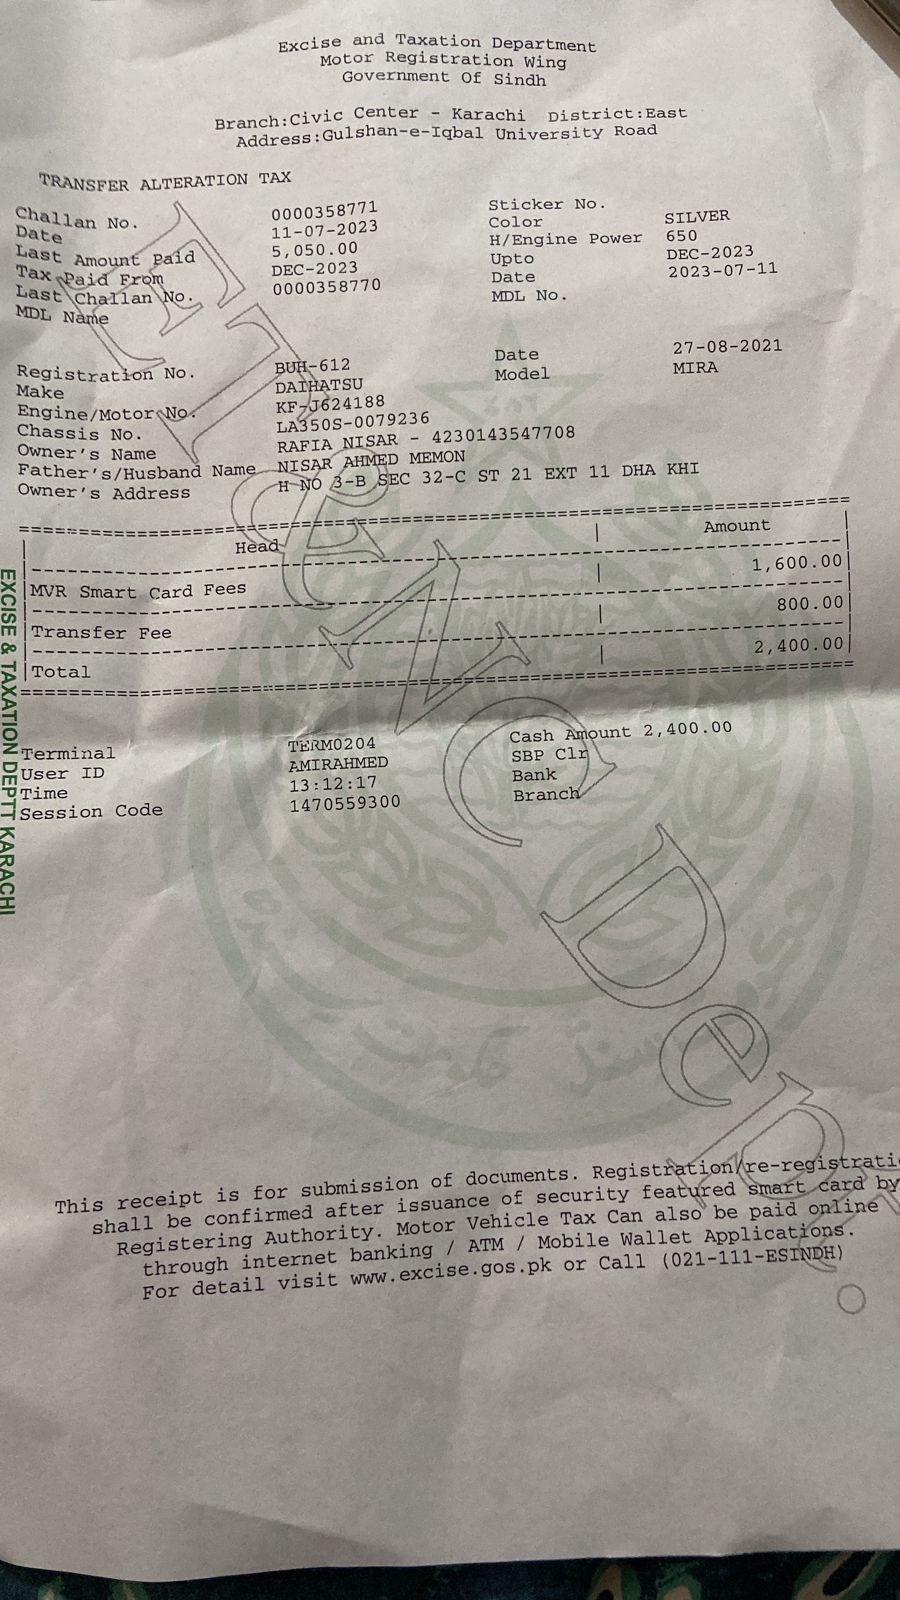 Excise and Taxation Department
Motor Registration Wing
Government Of Sindh
Branch:Civic Center - Karachi District:East
Address:Gulshan-e-Iqbal University Road
TRANSFER ALTERATION TAX
Challan No. 0000358771 Sticker No.
Date 11-07-2023 Color SILVER
Last Amount Paid 5,050.00 H/Engine Power 650
Tax Paid From DEC-2023 Upto DEC-2023
Last Challan No. 0000358770 Date 2023-07-11
MDL Name MDL No.
Registration No. BUH-612 Date 27-08-2021
Make DAIHATSU Model MIRA
Engine/Motor No. KF-J624188
Chassis No. LA350S-0079236
Owner's Name RAFIA NISAR - 4230143547708
Father's/Husband Name NISAR AHMED MEMON
Owner's Address H NO 3-B SEC 32-C ST 21 EXT 11 DHA KHI
Head | Amount
MVR Smart Card Fees | 1,600.00
Transfer Fee | 800.00
Total | 2,400.00
Terminal TERM0204 Cash Amount 2,400.00
User ID AMIRAHMED SBP Clr
Time 13:12:17 Bank
Session Code 1470559300 Branch
EXCISE & TAXATION DEPTT KARACHI
This receipt is for submission of documents. Registration/re-registrati
shall be confirmed after issuance of security featured smart card by
Registering Authority. Motor Vehicle Tax Can also be paid online
through internet banking / ATM / Mobile Wallet Applications.
For detail visit www.excise.gos.pk or Call (021-111-ESINDH)